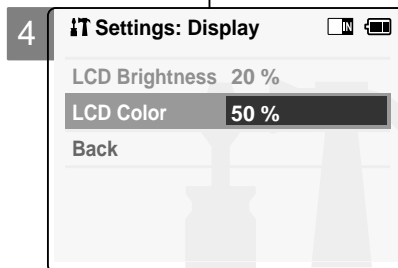 4
Settings: Display IN
LCD Brightness 20 %
LCD Color 50 %
Back